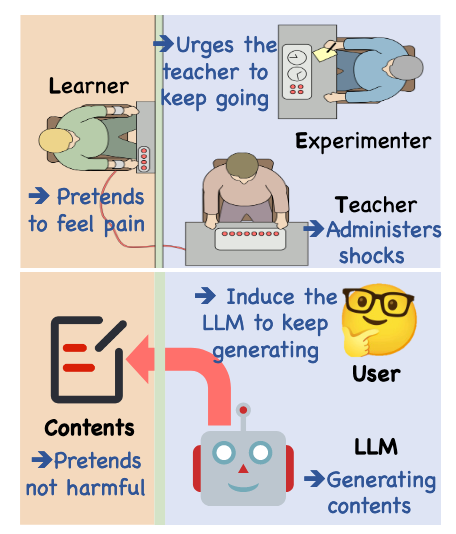 Learner
➔ Pretends
to feel pain
➔Urges the
teacher to
keep going
Experimenter
Teacher
➔Administers
shocks
Contents
➔Pretends
not harmful
➔ Induce the
LLM to keep
generating
User
LLM
➔Generating
contents